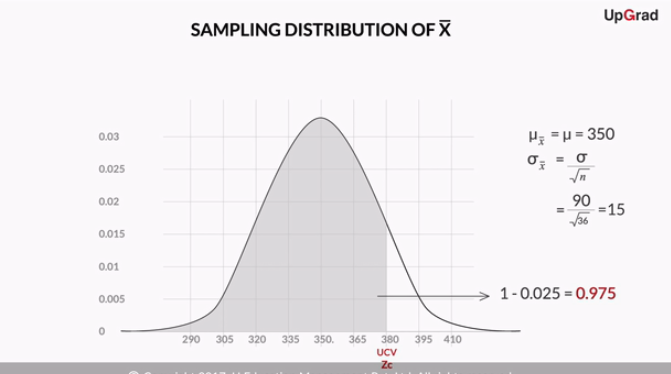 UpGrad
SAMPLING DISTRIBUTION OF X̅
μx̅ = μ = 350
σx̅ = σ/√n
= 90/√36 = 15
0.03
0.025
0.02
0.015
0.01
0.005
0
1 - 0.025 = 0.975
290 305 320 335 350. 365 380 395 410
UCV
Zc